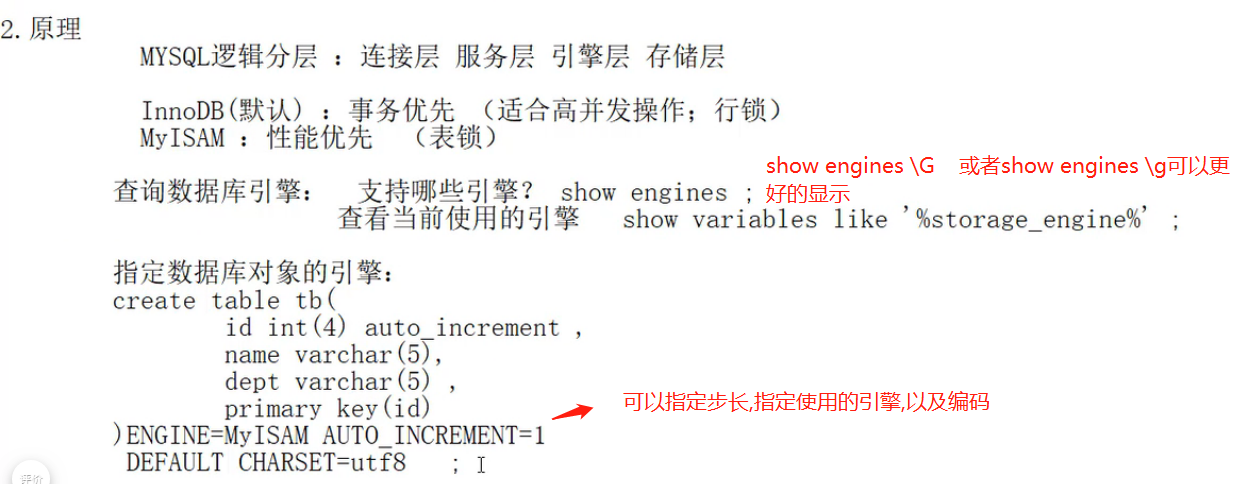 2.原理
MYSQL逻辑分层 ：连接层 服务层 引擎层 存储层
InnoDB(默认) ：事务优先 （适合高并发操作；行锁）
MyISAM ：性能优先 （表锁）
show engines \G 或者show engines \g可以更
好的显示
查询数据库引擎： 支持哪些引擎？ show engines ;
查看当前使用的引擎 show variables like '%storage_engine%' ;
指定数据库对象的引擎：
create table tb(
id int(4) auto_increment ,
name varchar(5),
dept varchar(5) ,
primary key(id)
可以指定步长,指定使用的引擎,以及编码
)ENGINE=MyISAM AUTO_INCREMENT=1
DEFAULT CHARSET=utf8 ;
评价